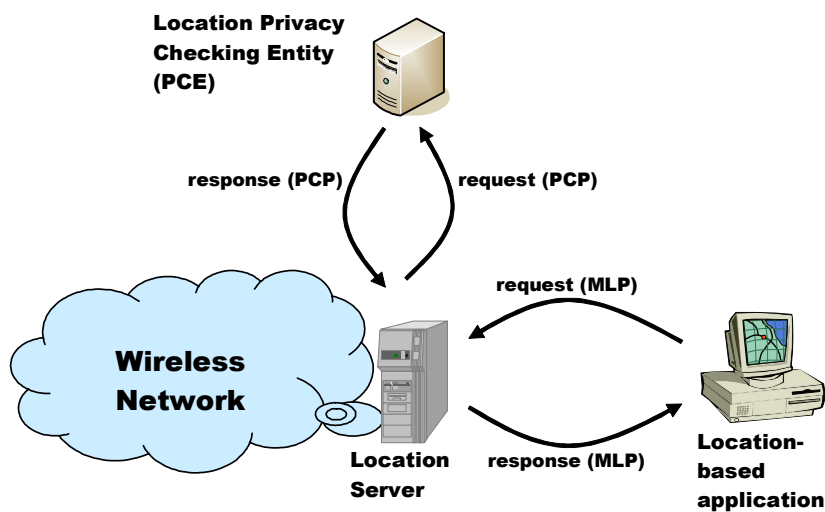 Location Privacy
Checking Entity
(PCE)
response (PCP)
request (PCP)
request (MLP)
Wireless
Network
Location
Server
response (MLP)
Location-
based
application